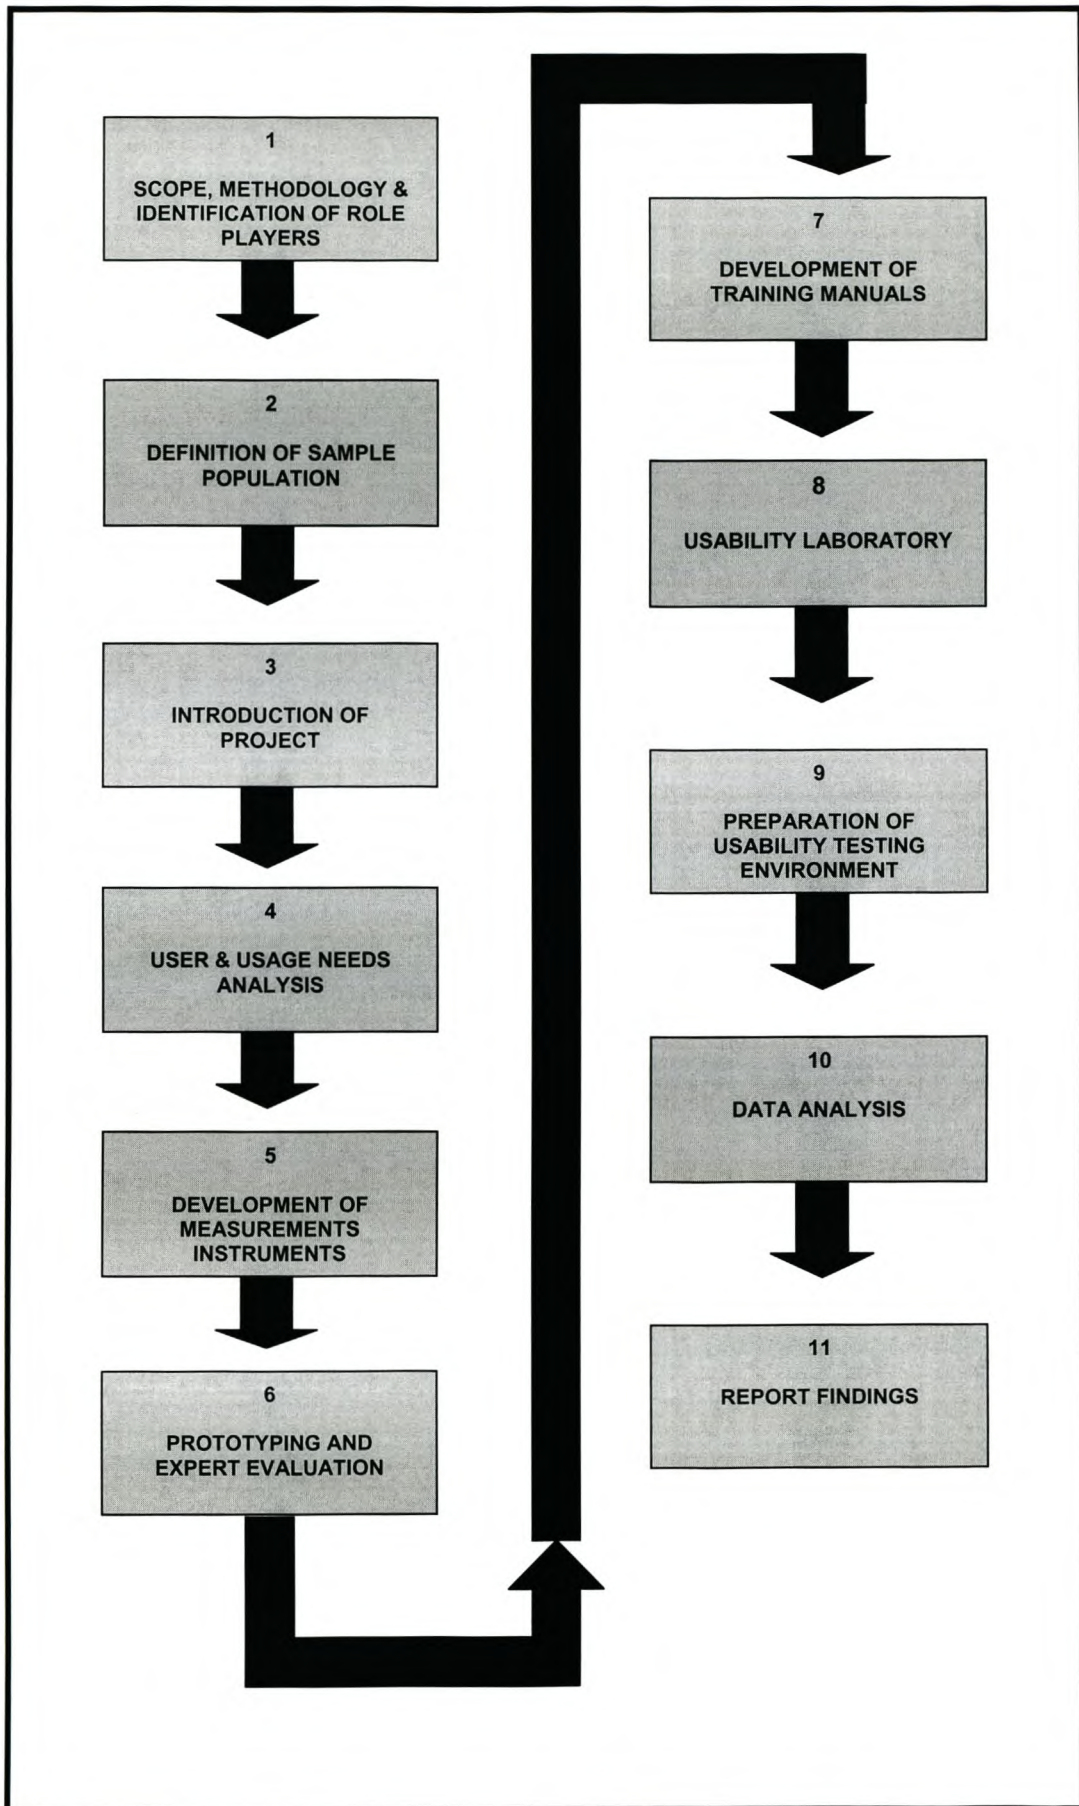 1
SCOPE, METHODOLOGY &
IDENTIFICATION OF ROLE
PLAYERS
2
DEFINITION OF SAMPLE
POPULATION
3
INTRODUCTION OF
PROJECT
4
USER & USAGE NEEDS
ANALYSIS
5
DEVELOPMENT OF
MEASUREMENTS
INSTRUMENTS
6
PROTOTYPING AND
EXPERT EVALUATION
7
DEVELOPMENT OF
TRAINING MANUALS
8
USABILITY LABORATORY
9
PREPARATION OF
USABILITY TESTING
ENVIRONMENT
10
DATA ANALYSIS
11
REPORT FINDINGS